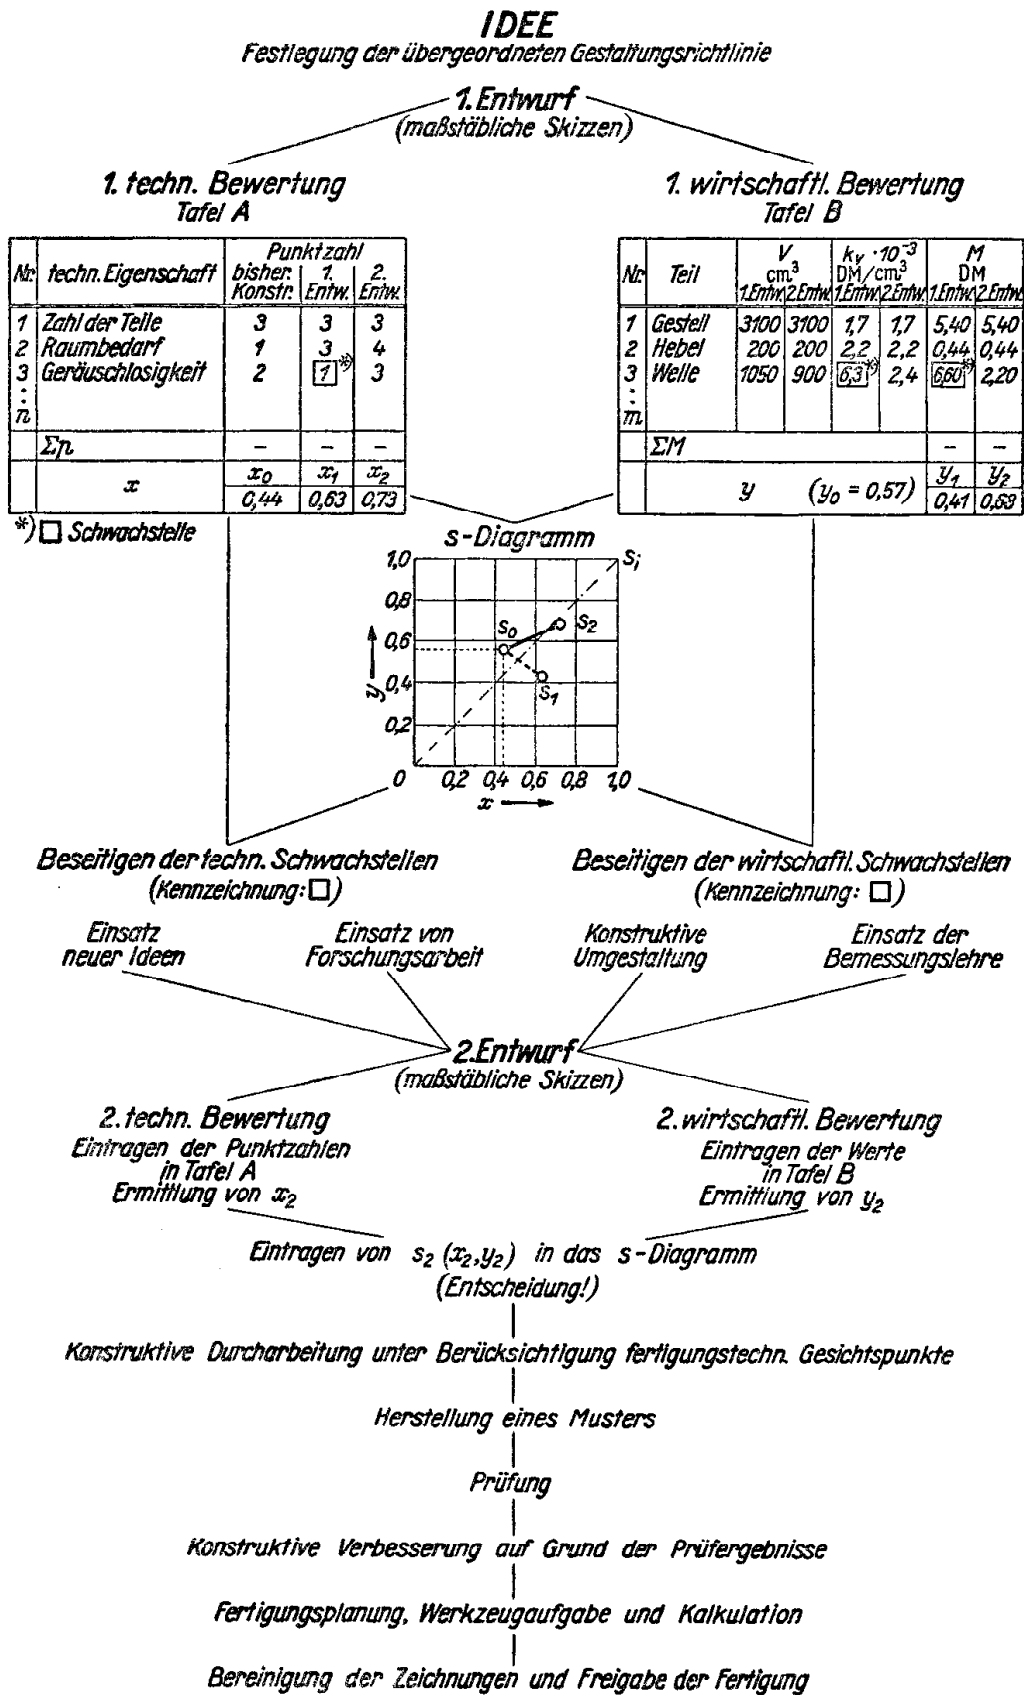 IDEE
Festlegung der übergeordneten Gestaltungsrichtlinie
1. Entwurf
(maßstäbliche Skizzen)
1. techn. Bewertung
Tafel A
1. wirtschaftl. Bewertung
Tafel B
Nr. techn. Eigenschaft Punktzahl
bisher. Konstr. 1. Entw. 2. Entw.
1 Zahl der Teile 3 3 3
2 Raumbedarf 1 3 4
3 Geräuschlosigkeit 2 1 *) 3
:
n
Σp – – –
x x₀ x₁ x₂
0,44 0,63 0,73
*) □ Schwachstelle
Nr. Teil V cm³ kᵥ · 10⁻³ DM/cm³ M DM
1.Entw. 2.Entw. 1.Entw. 2.Entw. 1.Entw. 2.Entw.
1 Gestell 3100 3100 1,7 1,7 5,40 5,40
2 Hebel 200 200 2,2 2,2 0,44 0,44
3 Welle 1050 900 6,3 *) 2,4 6,60 *) 2,20
:
m
ΣM – –
y (y₀ = 0,57) y₁ y₂
0,41 0,68
s-Diagramm
1,0
0,8
0,6
0,4
0,2
0
y
sᵢ
s₀
s₂
s₁
0,2 0,4 0,6 0,8 1,0
x
Beseitigen der techn. Schwachstellen
(Kennzeichnung: □)
Beseitigen der wirtschaftl. Schwachstellen
(Kennzeichnung: □)
Einsatz
neuer Ideen
Einsatz von
Forschungsarbeit
Konstruktive
Umgestaltung
Einsatz der
Bemessungslehre
2. Entwurf
(maßstäbliche Skizzen)
2. techn. Bewertung
Eintragen der Punktzahlen
in Tafel A
Ermittlung von x₂
2. wirtschaftl. Bewertung
Eintragen der Werte
in Tafel B
Ermittlung von y₂
Eintragen von s₂ (x₂,y₂) in das s-Diagramm
(Entscheidung!)
Konstruktive Durcharbeitung unter Berücksichtigung fertigungstechn. Gesichtspunkte
Herstellung eines Musters
Prüfung
Konstruktive Verbesserung auf Grund der Prüfergebnisse
Fertigungsplanung, Werkzeugaufgabe und Kalkulation
Bereinigung der Zeichnungen und Freigabe der Fertigung